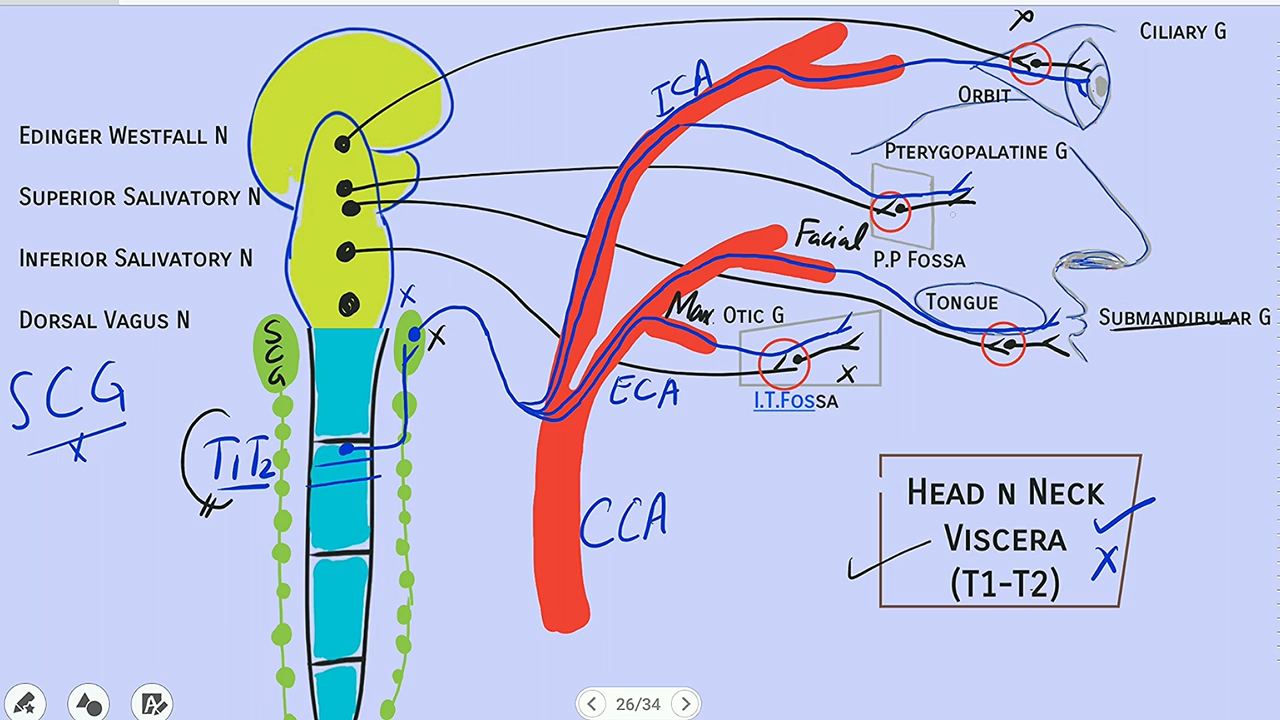 CILIARY G
ICA
ORBIT
EDINGER WESTFALL N
PTERYGOPALATINE G
SUPERIOR SALIVATORY N
Facial
P.P FOSSA
INFERIOR SALIVATORY N
TONGUE
Max.
OTIC G
SUBMANDIBULAR G
DORSAL VAGUS N
X
X
X
X
SCG
SCG
X
ECA
I.T.FOSSA
T1T2
CCA
HEAD N NECK
VISCERA
(T1-T2)
X
26/34
A